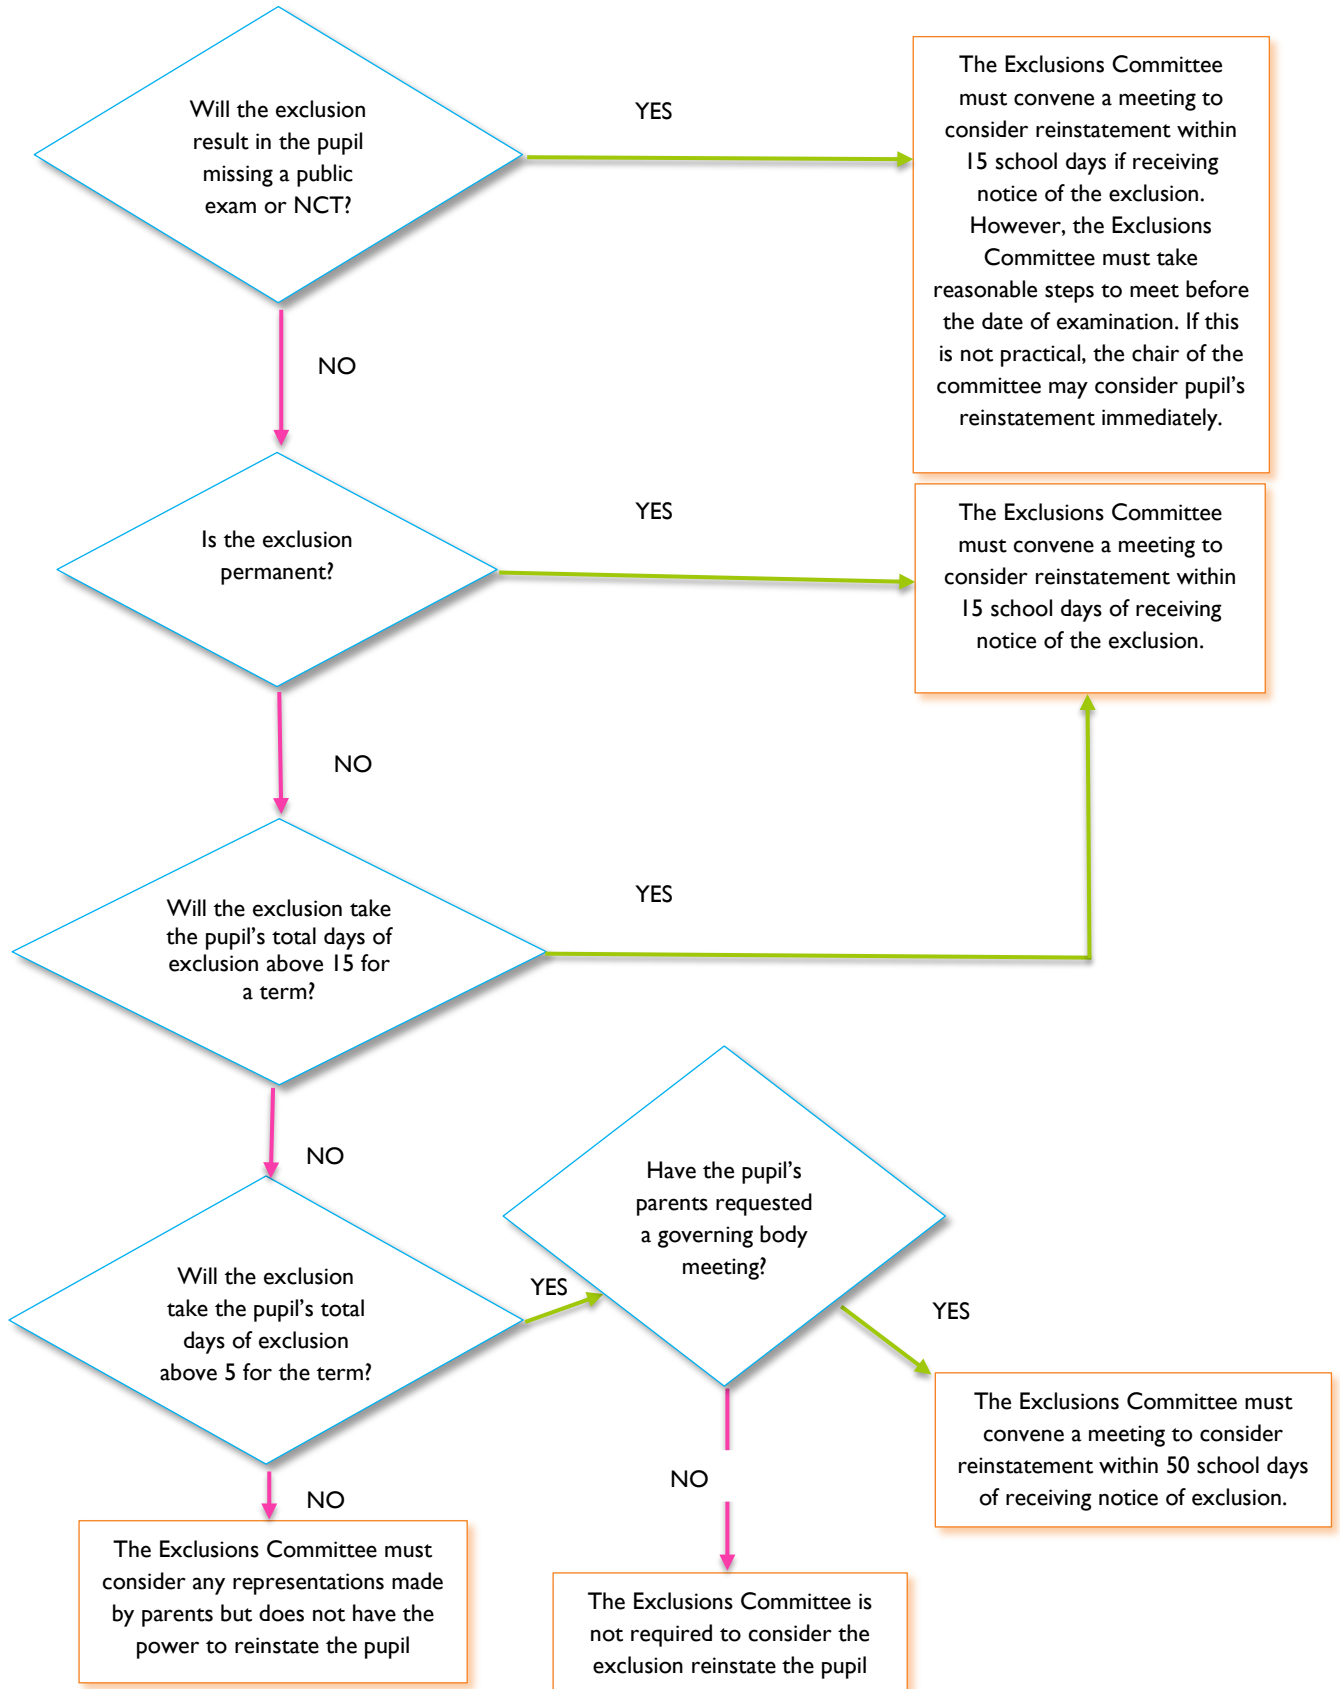 Will the exclusion
result in the pupil
missing a public
exam or NCT?
YES
The Exclusions Committee
must convene a meeting to
consider reinstatement within
15 school days if receiving
notice of the exclusion.
However, the Exclusions
Committee must take
reasonable steps to meet before
the date of examination. If this
is not practical, the chair of the
committee may consider pupil's
reinstatement immediately.
NO
Is the exclusion
permanent?
YES
The Exclusions Committee
must convene a meeting to
consider reinstatement within
15 school days of receiving
notice of the exclusion.
NO
Will the exclusion take
the pupil's total days of
exclusion above 15 for
a term?
YES
NO
Will the exclusion
take the pupil's total
days of exclusion
above 5 for the term?
YES
Have the pupil's
parents requested
a governing body
meeting?
YES
The Exclusions Committee must
convene a meeting to consider
reinstatement within 50 school days
of receiving notice of exclusion.
NO
The Exclusions Committee must
consider any representations made
by parents but does not have the
power to reinstate the pupil
NO
The Exclusions Committee is
not required to consider the
exclusion reinstate the pupil